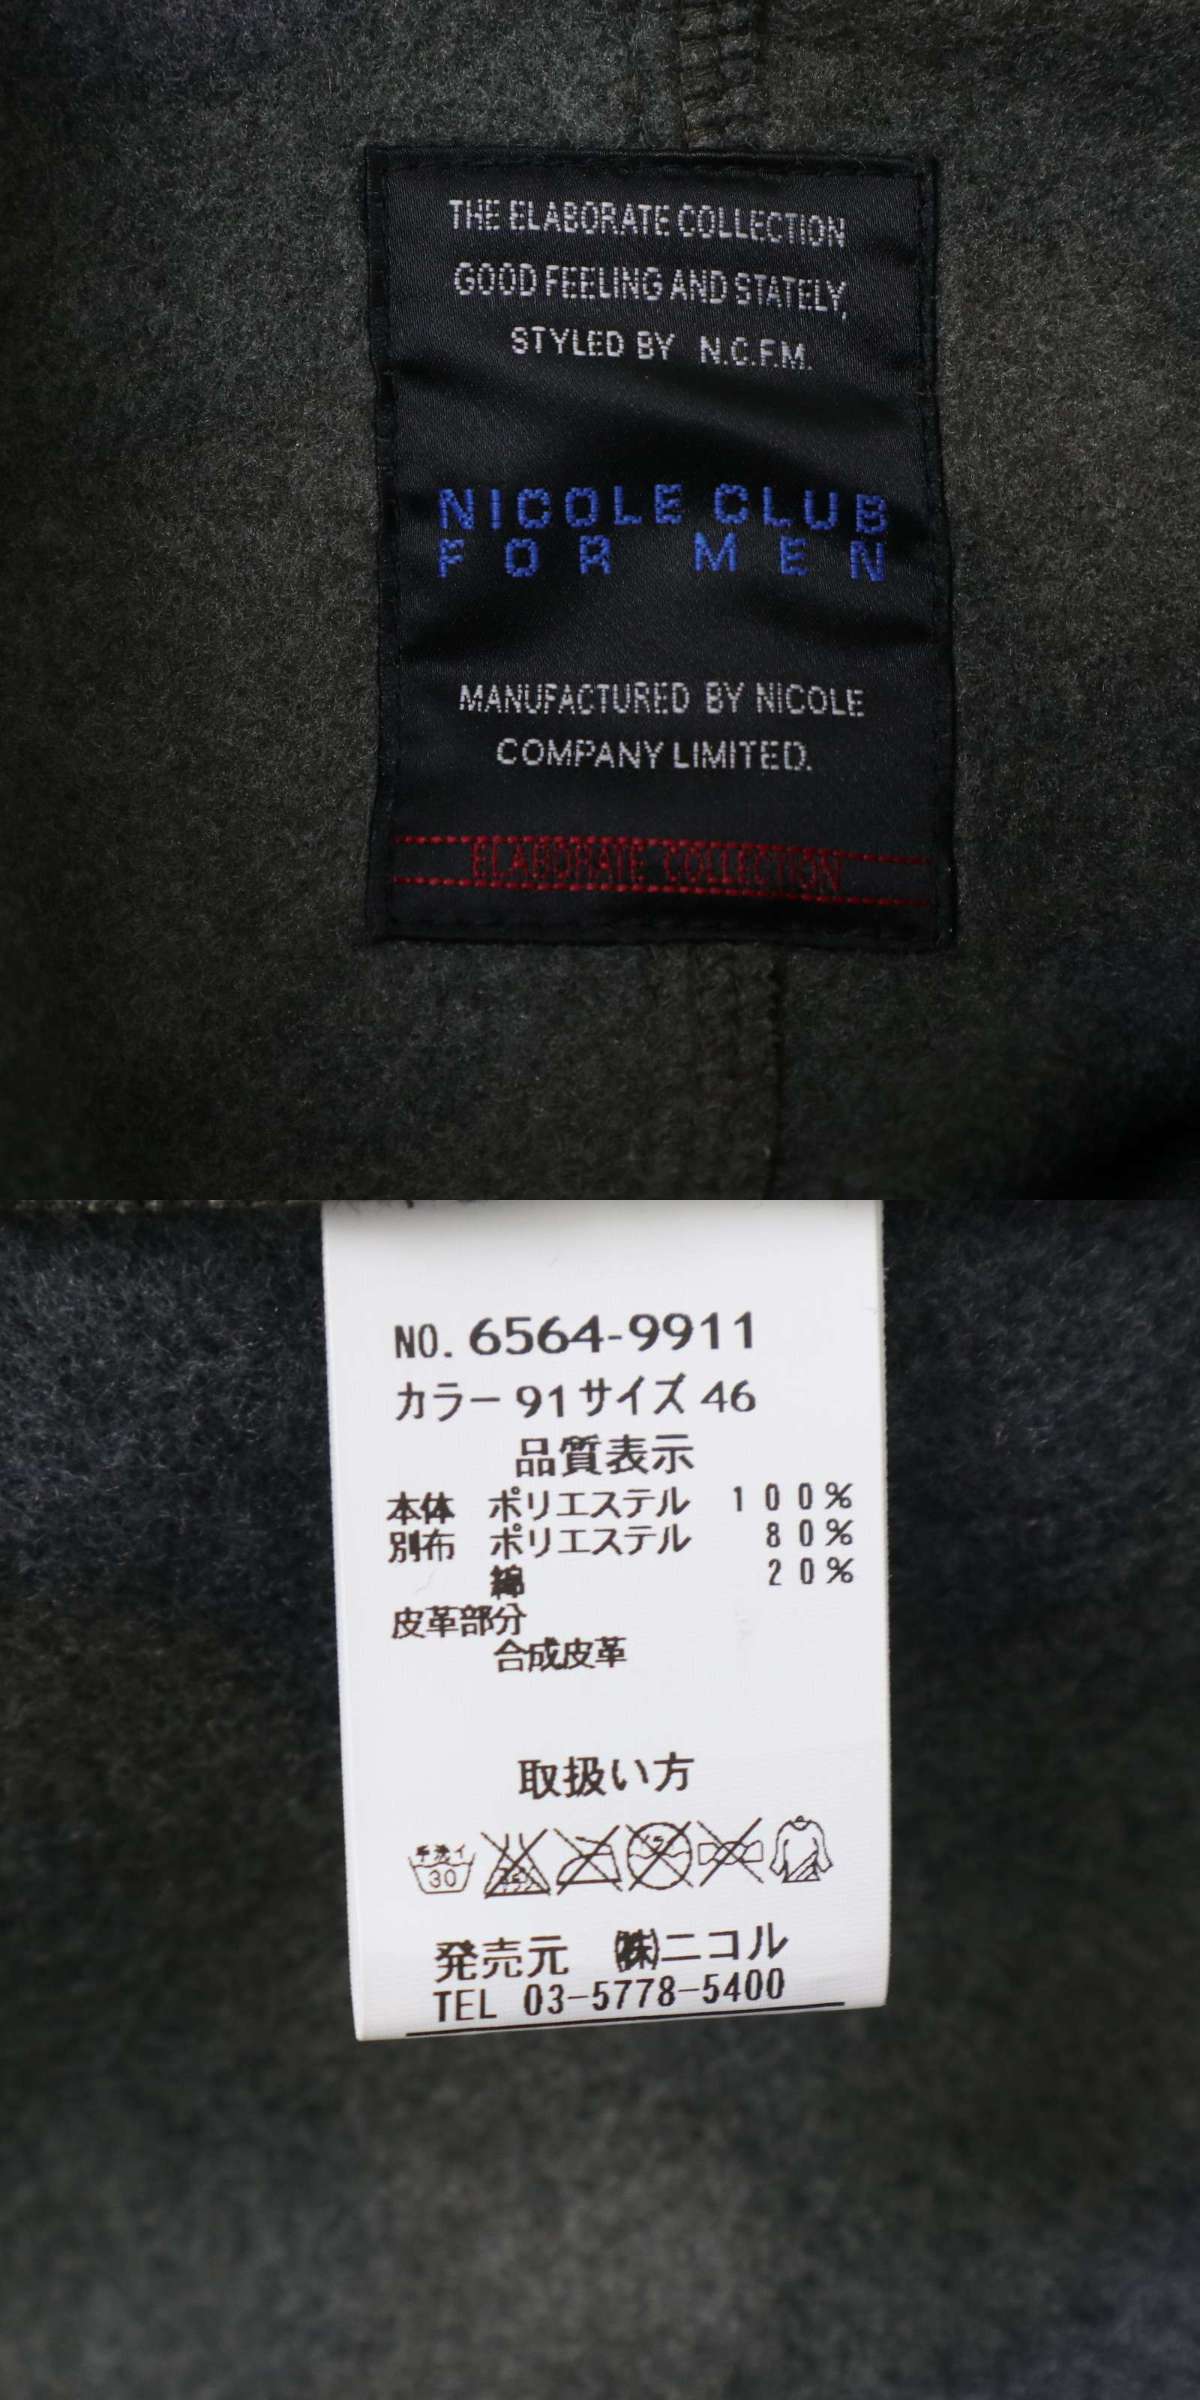 THE ELABORATE COLLECTION
GOOD FEELING AND STATELY,
STYLED BY N.C.F.M.
NICOLE CLUB
FOR MEN
MANUFACTURED BY NICOLE
COMPANY LIMITED.
ELABORATE COLLECTION
NO. 6564-9911
カラー 91 サイズ 46
品質表示
本体 ポリエステル 100%
別布 ポリエステル 80%
綿 20%
皮革部分
合成皮革
取扱い方
手洗イ
30
発売元 ㈱ニコル
TEL 03-5778-5400